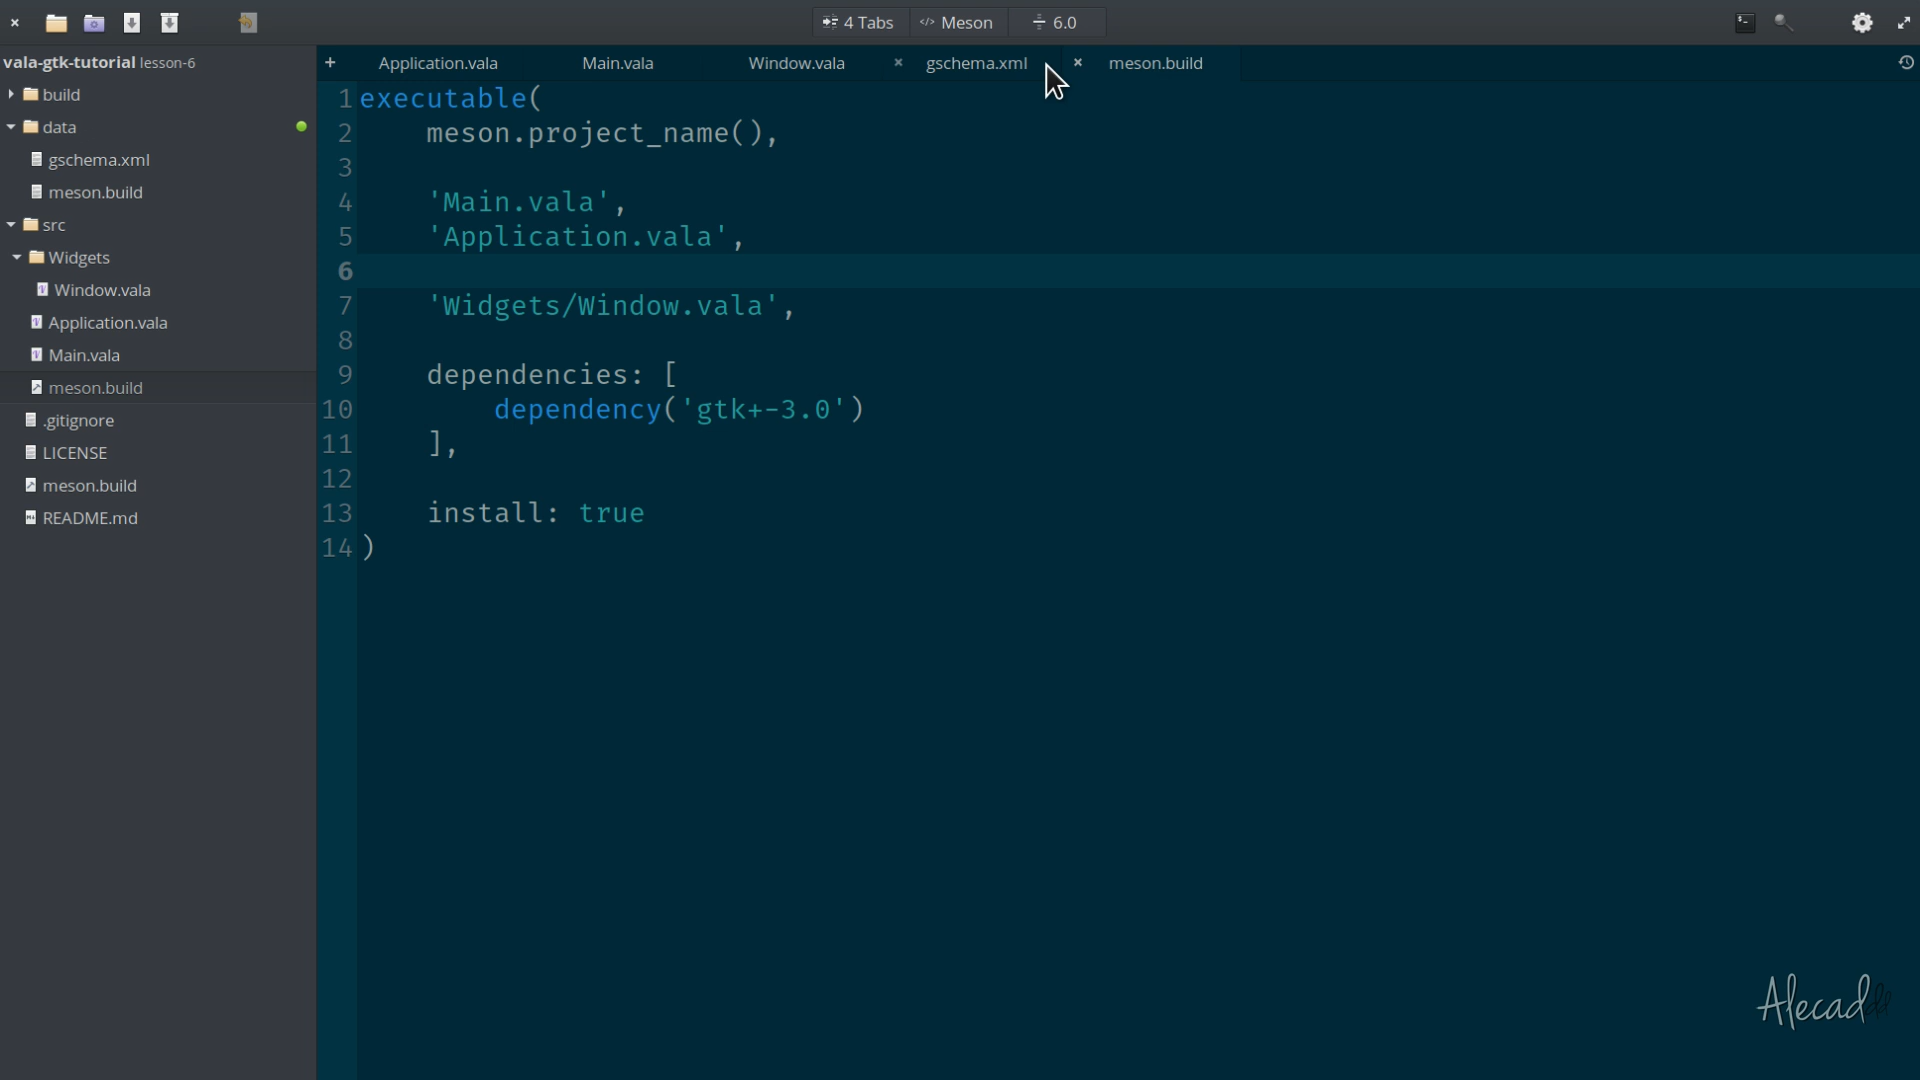 4 Tabs
Meson
6.0
vala-gtk-tutorial lesson-6
build
data
gschema.xml
meson.build
src
Widgets
Window.vala
Application.vala
Main.vala
meson.build
.gitignore
LICENSE
meson.build
README.md
+ Application.vala Main.vala Window.vala × gschema.xml × meson.build
1 executable(
2 meson.project_name(),
3
4 'Main.vala',
5 'Application.vala',
6
7 'Widgets/Window.vala',
8
9 dependencies: [
10 dependency('gtk+-3.0')
11 ],
12
13 install: true
14 )
Alecaddd